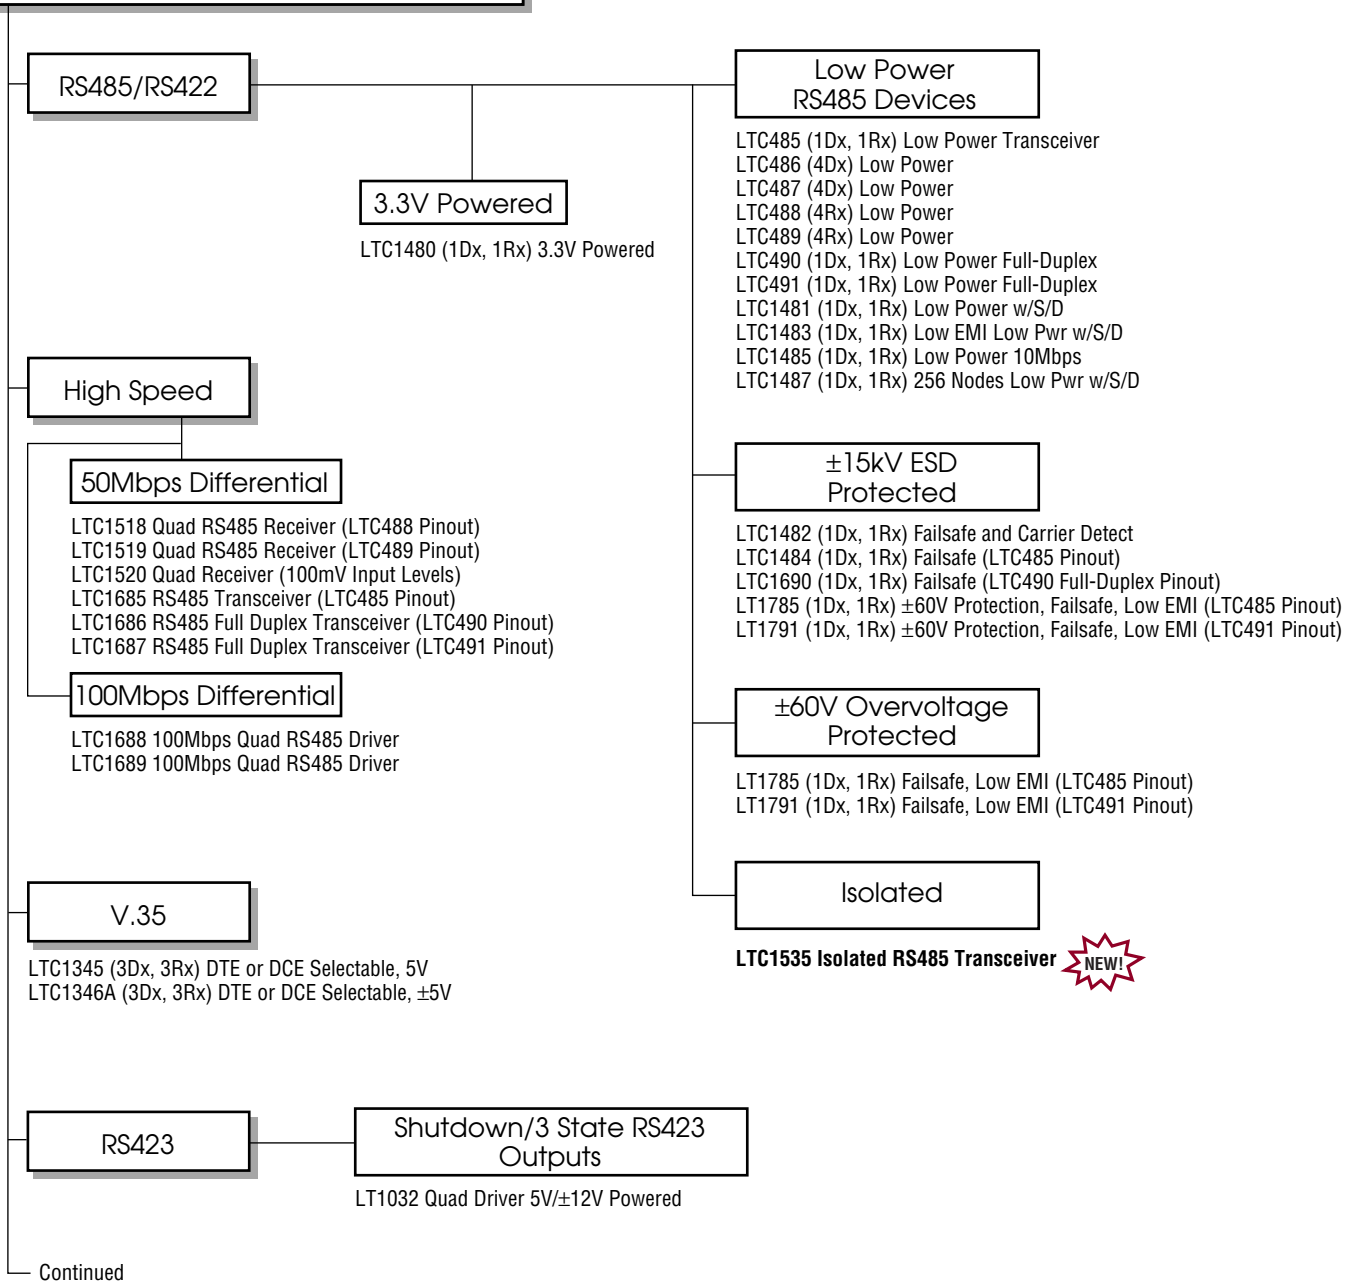 RS485/RS422
3.3V Powered
LTC1480 (1Dx, 1Rx) 3.3V Powered
Low Power
RS485 Devices
LTC485 (1Dx, 1Rx) Low Power Transceiver
LTC486 (4Dx) Low Power
LTC487 (4Dx) Low Power
LTC488 (4Rx) Low Power
LTC489 (4Rx) Low Power
LTC490 (1Dx, 1Rx) Low Power Full-Duplex
LTC491 (1Dx, 1Rx) Low Power Full-Duplex
LTC1481 (1Dx, 1Rx) Low Power w/S/D
LTC1483 (1Dx, 1Rx) Low EMI Low Pwr w/S/D
LTC1485 (1Dx, 1Rx) Low Power 10Mbps
LTC1487 (1Dx, 1Rx) 256 Nodes Low Pwr w/S/D
±15kV ESD
Protected
LTC1482 (1Dx, 1Rx) Failsafe and Carrier Detect
LTC1484 (1Dx, 1Rx) Failsafe (LTC485 Pinout)
LTC1690 (1Dx, 1Rx) Failsafe (LTC490 Full-Duplex Pinout)
LT1785 (1Dx, 1Rx) ±60V Protection, Failsafe, Low EMI (LTC485 Pinout)
LT1791 (1Dx, 1Rx) ±60V Protection, Failsafe, Low EMI (LTC491 Pinout)
±60V Overvoltage
Protected
LT1785 (1Dx, 1Rx) Failsafe, Low EMI (LTC485 Pinout)
LT1791 (1Dx, 1Rx) Failsafe, Low EMI (LTC491 Pinout)
Isolated
LTC1535 Isolated RS485 Transceiver
NEW!
High Speed
50Mbps Differential
LTC1518 Quad RS485 Receiver (LTC488 Pinout)
LTC1519 Quad RS485 Receiver (LTC489 Pinout)
LTC1520 Quad Receiver (100mV Input Levels)
LTC1685 RS485 Transceiver (LTC485 Pinout)
LTC1686 RS485 Full Duplex Transceiver (LTC490 Pinout)
LTC1687 RS485 Full Duplex Transceiver (LTC491 Pinout)
100Mbps Differential
LTC1688 100Mbps Quad RS485 Driver
LTC1689 100Mbps Quad RS485 Driver
V.35
LTC1345 (3Dx, 3Rx) DTE or DCE Selectable, 5V
LTC1346A (3Dx, 3Rx) DTE or DCE Selectable, ±5V
RS423
Shutdown/3 State RS423
Outputs
LT1032 Quad Driver 5V/±12V Powered
Continued